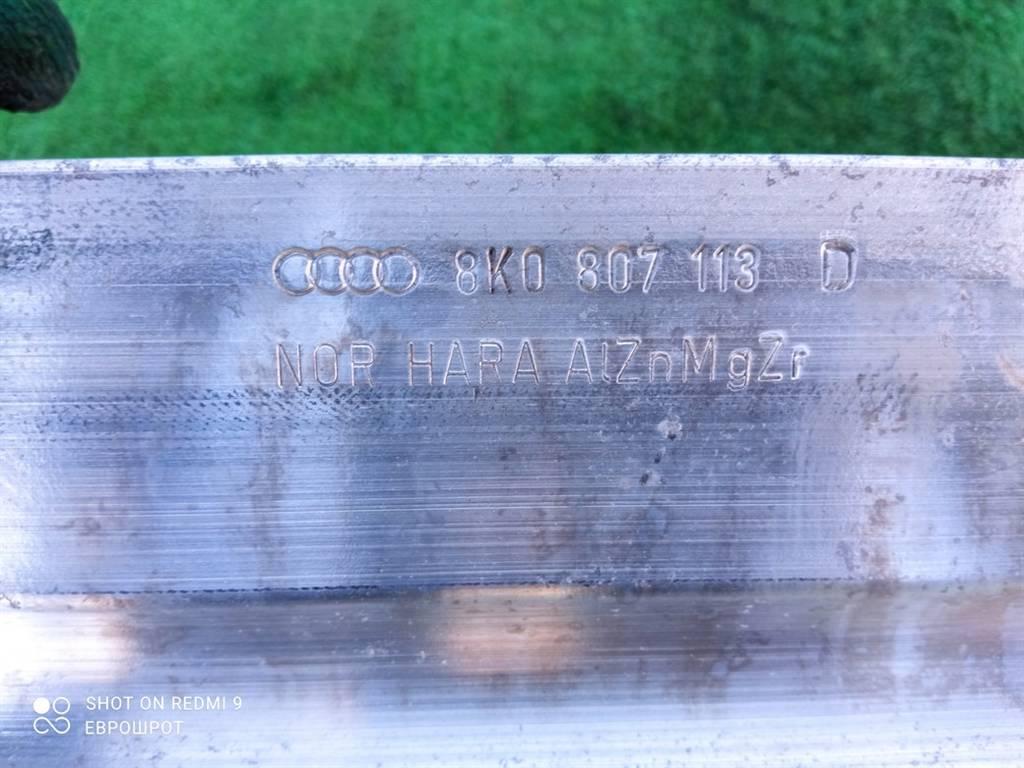 8K0 807 113 D
NOR HARA AlZnMgZr
SHOT ON REDMI 9
ЕВРОШРОТ